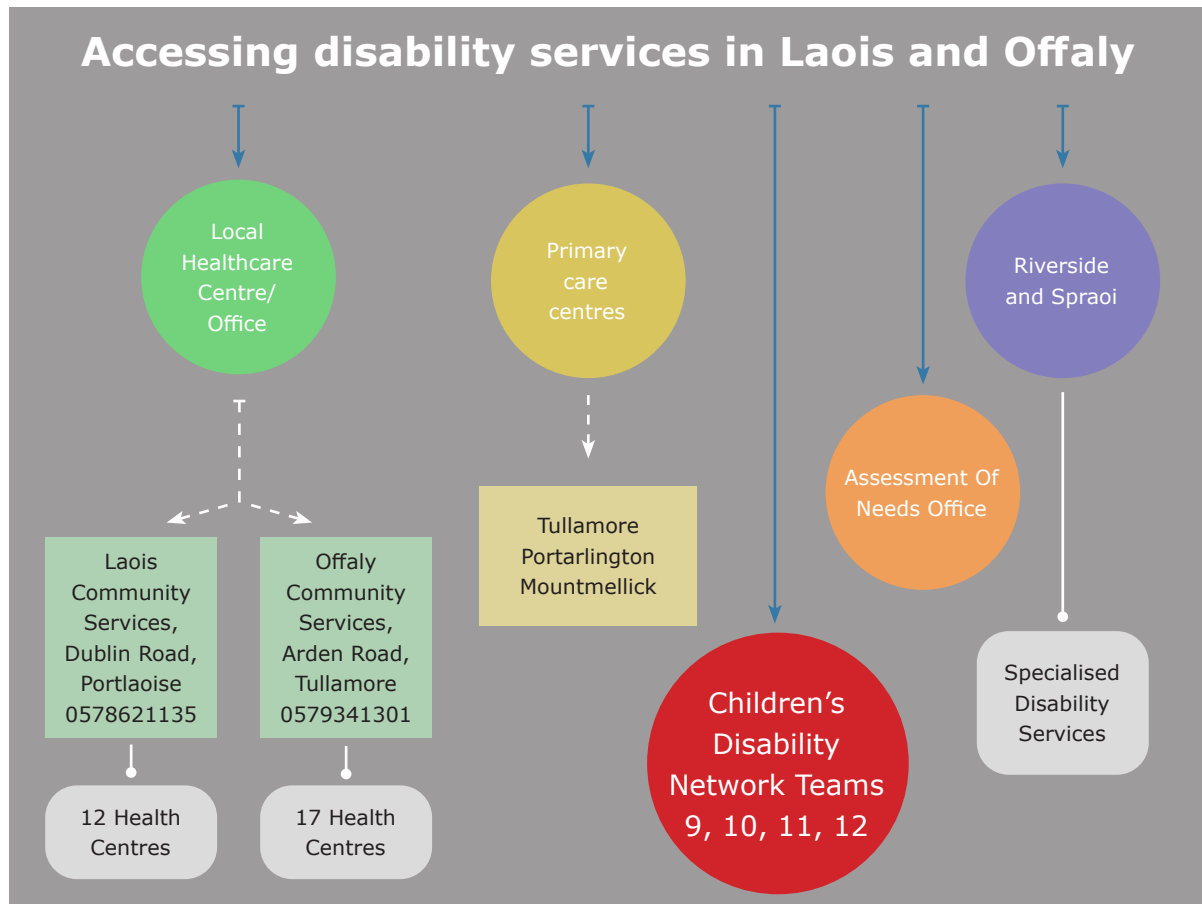 Accessing disability services in Laois and Offaly
Local
Healthcare
Centre/
Office
Primary
care
centres
Riverside
and Spraoi
Assessment Of
Needs Office
Laois
Community
Services,
Dublin Road,
Portlaoise
0578621135
Offaly
Community
Services,
Arden Road,
Tullamore
0579341301
Tullamore
Portarlington
Mountmellick
Children’s
Disability
Network Teams
9, 10, 11, 12
Specialised
Disability
Services
12 Health
Centres
17 Health
Centres